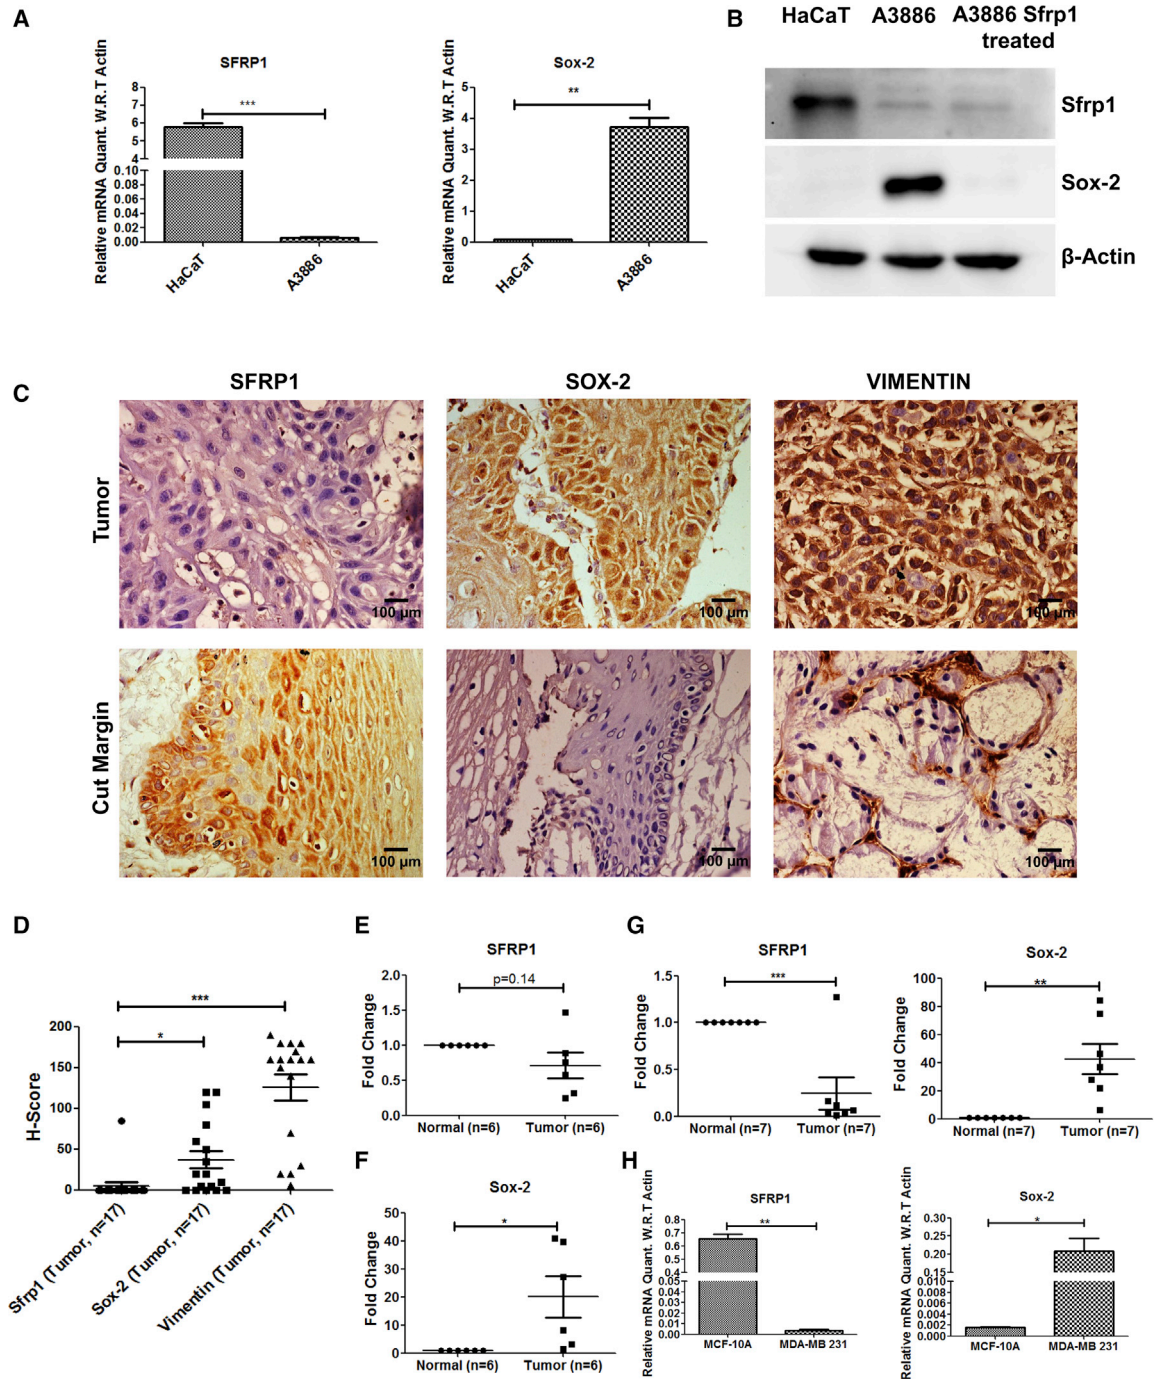 A
SFRP1
Relative mRNA Quant. W.R.T Actin
8
7
6
5
4
0.10
0.08
0.06
0.04
0.02
0.00
***
HaCaT
A3886
Sox-2
Relative mRNA Quant. W.R.T Actin
5
4
3
2
1
0
**
HaCaT
A3886
B
HaCaT A3886 A3886 Sfrp1
treated
Sfrp1
Sox-2
β-Actin
C
SFRP1 SOX-2 VIMENTIN
Tumor
100 µm
100 µm
100 µm
Cut Margin
100 µm
100 µm
100 µm
D
H-Score
200
150
100
50
0
***
*
Sfrp1 (Tumor, n=17)
Sox-2 (Tumor, n=17)
Vimentin (Tumor, n=17)
E
SFRP1
Fold Change
2.0
1.5
1.0
0.5
0.0
p=0.14
Normal (n=6) Tumor (n=6)
F
Sox-2
Fold Change
50
40
30
20
10
0
*
Normal (n=6) Tumor (n=6)
G
SFRP1
Fold Change
1.5
1.0
0.5
0.0
***
Normal (n=7) Tumor (n=7)
Sox-2
Fold Change
100
80
60
40
20
0
**
Normal (n=7) Tumor (n=7)
H
SFRP1
Relative mRNA Quant. W.R.T Actin
0.8
0.7
0.6
0.5
0.4
0.05
0.04
0.03
0.02
0.01
0.00
**
MCF-10A MDA-MB 231
Sox-2
Relative mRNA Quant. W.R.T Actin
0.30
0.25
0.20
0.15
0.010
0.008
0.006
0.004
0.002
0.000
*
MCF-10A MDA-MB 231